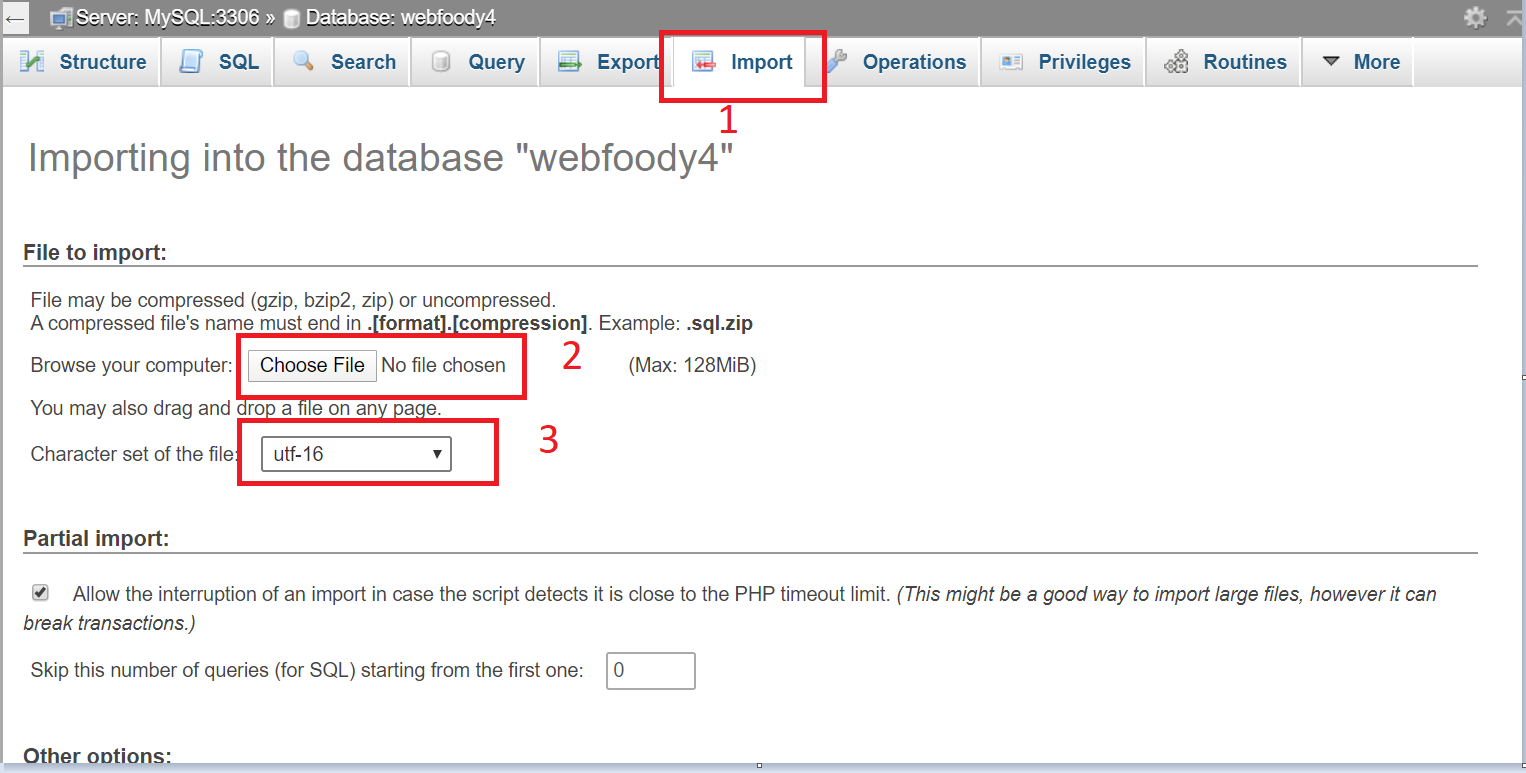 Server: MySQL:3306 » Database: webfoody4
Structure SQL Search Query Export Import Operations Privileges Routines More
1
Importing into the database "webfoody4"
File to import:
File may be compressed (gzip, bzip2, zip) or uncompressed.
A compressed file's name must end in .[format].[compression]. Example: .sql.zip
Browse your computer: Choose File No file chosen 2 (Max: 128MiB)
You may also drag and drop a file on any page.
Character set of the file: utf-16 3
Partial import:
Allow the interruption of an import in case the script detects it is close to the PHP timeout limit. (This might be a good way to import large files, however it can
break transactions.)
Skip this number of queries (for SQL) starting from the first one: 0
Other options: